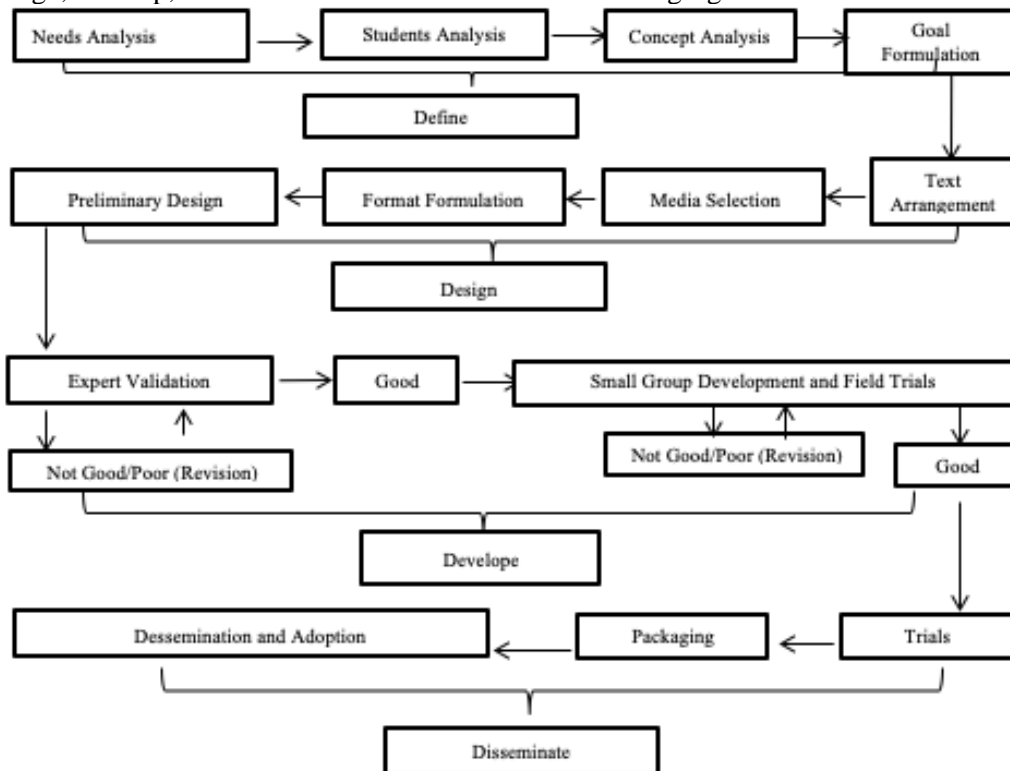 Needs Analysis
Students Analysis
Concept Analysis
Goal
Formulation
Define
Preliminary Design
Format Formulation
Media Selection
Text
Arrangement
Design
Expert Validation
Good
Small Group Development and Field Trials
Not Good/Poor (Revision)
Not Good/Poor (Revision)
Good
Develope
Dessemination and Adoption
Packaging
Trials
Disseminate